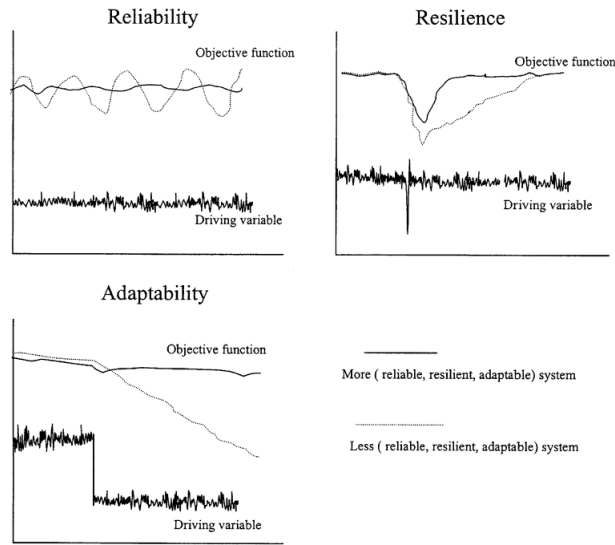 Reliability
Objective function
Driving variable
Resilience
Objective function
Driving variable
Adaptability
Objective function
Driving variable
More ( reliable, resilient, adaptable) system
Less ( reliable, resilient, adaptable) system